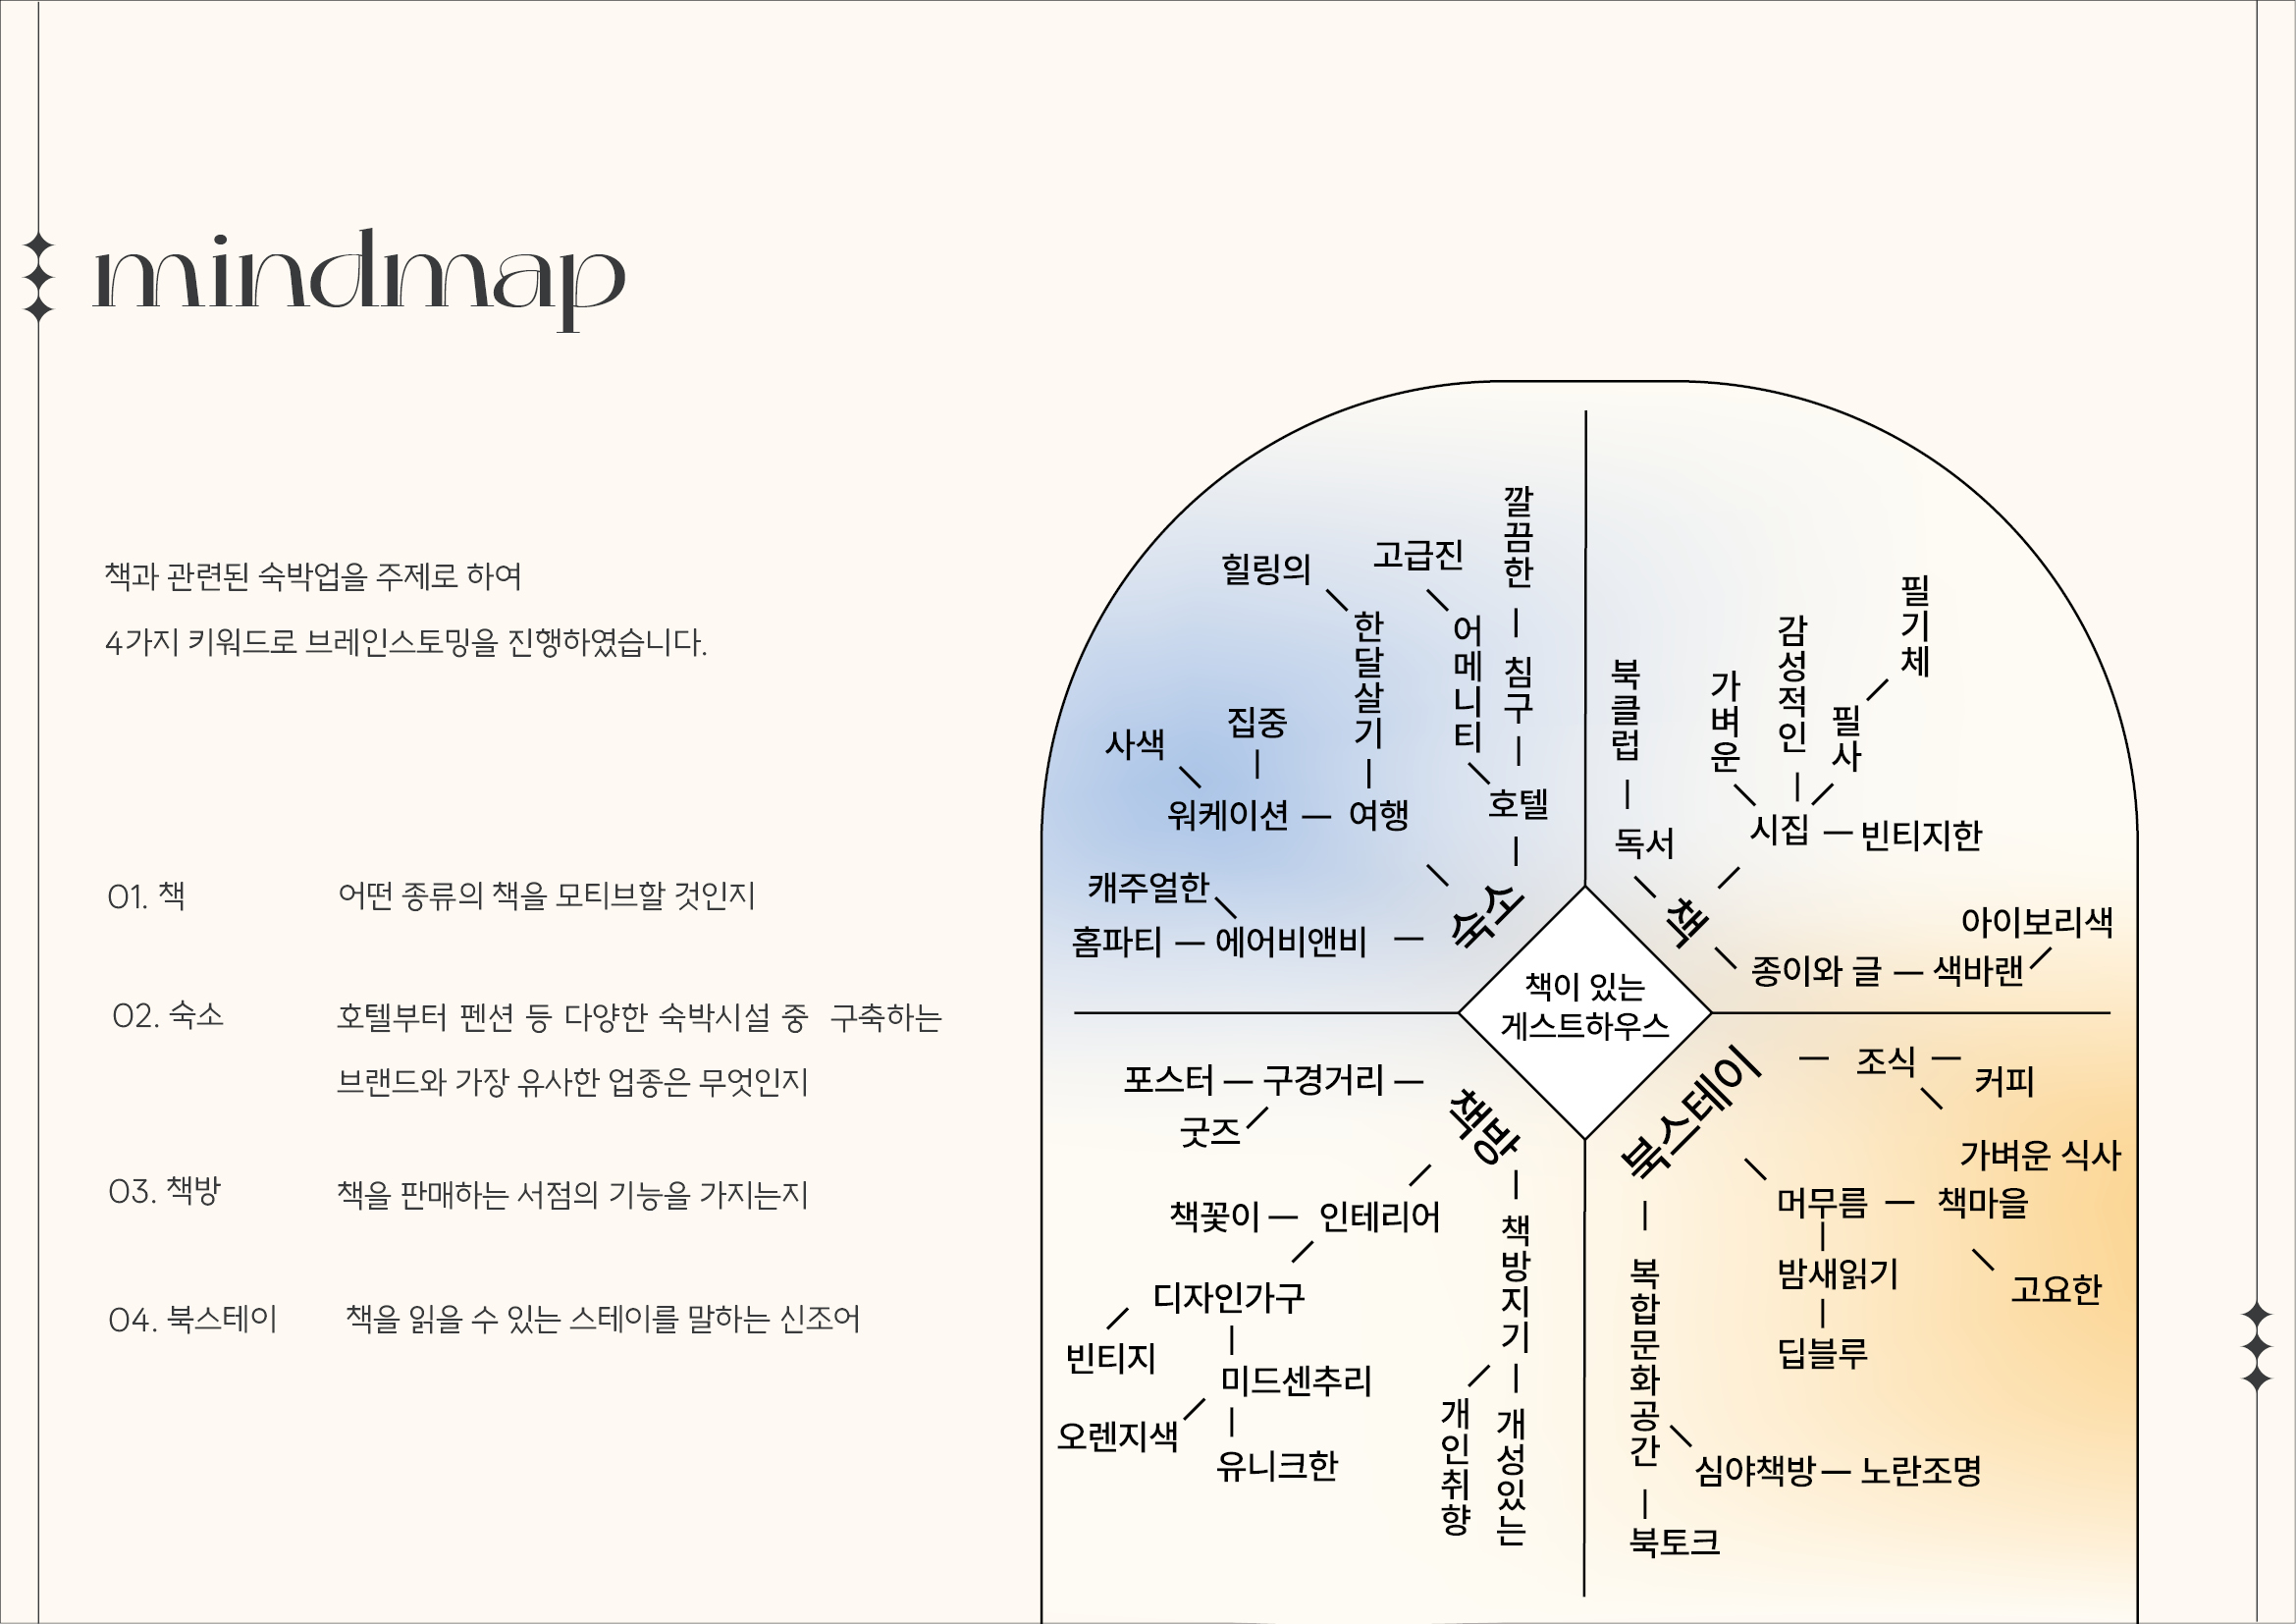 mindmap
책과 관련된 숙박업을 주제로 하여
4가지 키워드로 브레인스토밍을 진행하였습니다.
01. 책
어떤 종류의 책을 모티브할 것인지
02. 숙소
호텔부터 펜션 등 다양한 숙박시설 중 구축하는
브랜드와 가장 유사한 업종은 무엇인지
03. 책방
책을 판매하는 서점의 기능을 가지는지
04. 북스테이
책을 읽을 수 있는 스테이를 말하는 신조어
책이 있는
게스트하우스
숙소
호텔
침구
깔끔한
어메니티
고급진
여행
한달살기
힐링의
워케이션
집중
사색
에어비앤비
캐주얼한
홈파티
책
독서
북클럽
시집
가벼운
감성적인
필사
필기체
빈티지한
종이와 글
색바랜
아이보리색
책방
구경거리
포스터
굿즈
인테리어
책꽃이
디자인가구
빈티지
미드센추리
오렌지색
유니크한
책방지기
개인취향
개성있는
북스테이
조식
커피
가벼운 식사
머무름
책마을
고요한
밤새읽기
딥블루
복합문화공간
심야책방
노란조명
북토크